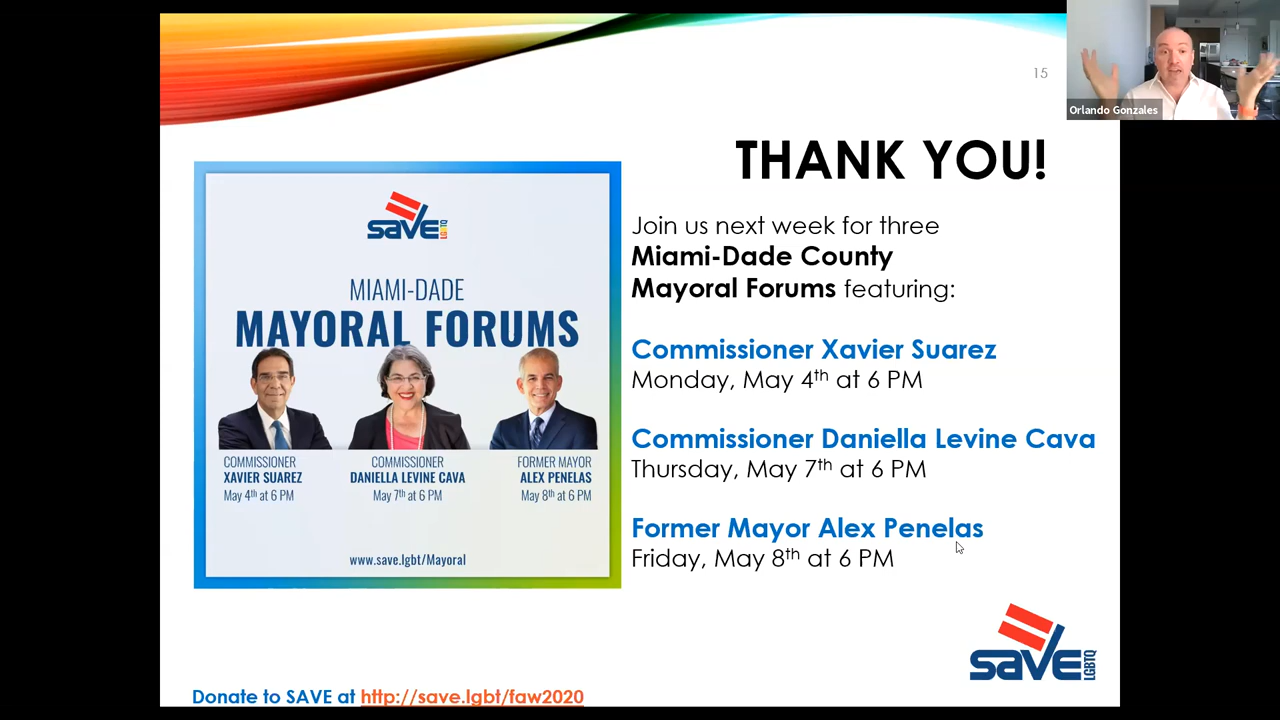 15
Orlando Gonzales
THANK YOU!
save
LGBTQ
MIAMI-DADE
MAYORAL FORUMS
COMMISSIONER
XAVIER SUAREZ
May 4th at 6 PM
COMMISSIONER
DANIELLA LEVINE CAVA
May 7th at 6 PM
FORMER MAYOR
ALEX PENELAS
May 8th at 6 PM
www.save.lgbt/Mayoral
Join us next week for three
Miami-Dade County
Mayoral Forums featuring:
Commissioner Xavier Suarez
Monday, May 4th at 6 PM
Commissioner Daniella Levine Cava
Thursday, May 7th at 6 PM
Former Mayor Alex Penelas
Friday, May 8th at 6 PM
save
LGBTQ
Donate to SAVE at http://save.lgbt/faw2020